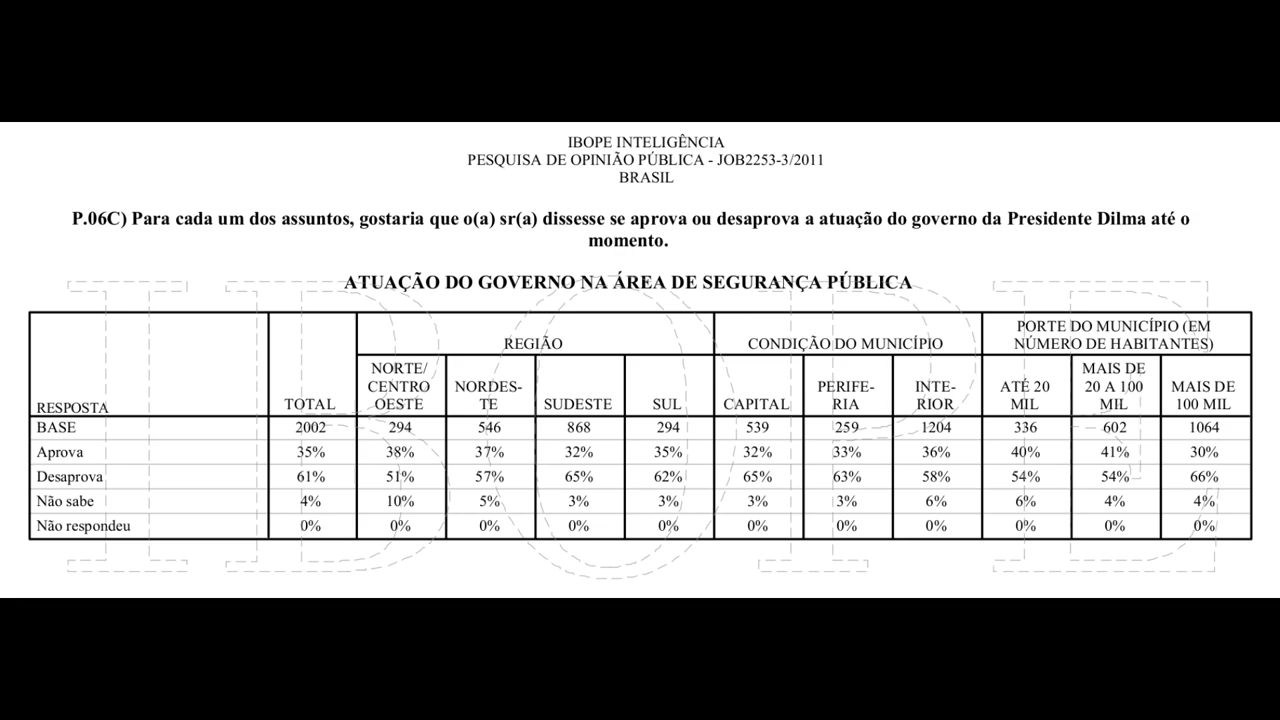 IBOPE INTELIGÊNCIA
PESQUISA DE OPINIÃO PÚBLICA - JOB2253-3/2011
BRASIL
P.06C) Para cada um dos assuntos, gostaria que o(a) sr(a) dissesse se aprova ou desaprova a atuação do governo da Presidente Dilma até o
momento.
ATUAÇÃO DO GOVERNO NA ÁREA DE SEGURANÇA PÚBLICA
REGIÃO CONDIÇÃO DO MUNICÍPIO PORTE DO MUNICÍPIO (EM
NÚMERO DE HABITANTES)
RESPOSTA TOTAL NORTE/
CENTRO
OESTE
NORDES-
TE
SUDESTE
SUL
CAPITAL
PERIFE-
RIA
INTE-
RIOR
ATÉ 20
MIL
MAIS DE
20 A 100
MIL
MAIS DE
100 MIL
BASE 2002 294 546 868 294 539 259 1204 336 602 1064
Aprova 35% 38% 37% 32% 35% 32% 33% 36% 40% 41% 30%
Desaprova 61% 51% 57% 65% 62% 65% 63% 58% 54% 54% 66%
Não sabe 4% 10% 5% 3% 3% 3% 3% 6% 6% 4% 4%
Não respondeu 0% 0% 0% 0% 0% 0% 0% 0% 0% 0% 0%
IBOPE